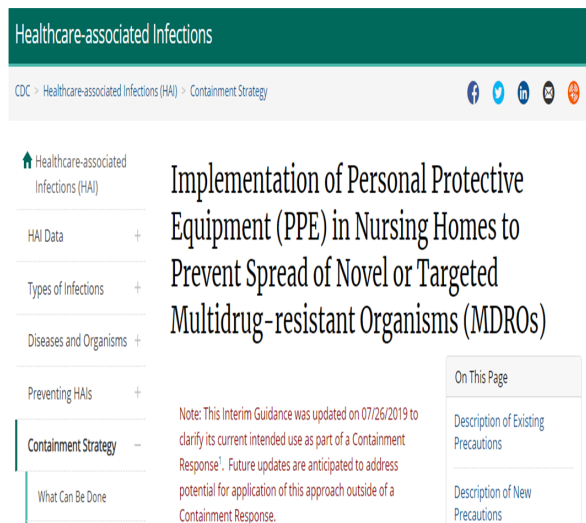 Healthcare-associated Infections
CDC > Healthcare-associated Infections (HAI) > Containment Strategy
Healthcare-associated
Infections (HAI)
HAI Data +
Types of Infections +
Diseases and Organisms +
Preventing HAIs +
Containment Strategy −
What Can Be Done
Implementation of Personal Protective
Equipment (PPE) in Nursing Homes to
Prevent Spread of Novel or Targeted
Multidrug-resistant Organisms (MDROs)
Note: This Interim Guidance was updated on 07/26/2019 to
clarify its current intended use as part of a Containment
Response¹. Future updates are anticipated to address
potential for application of this approach outside of a
Containment Response.
On This Page
Description of Existing
Precautions
Description of New
Precautions